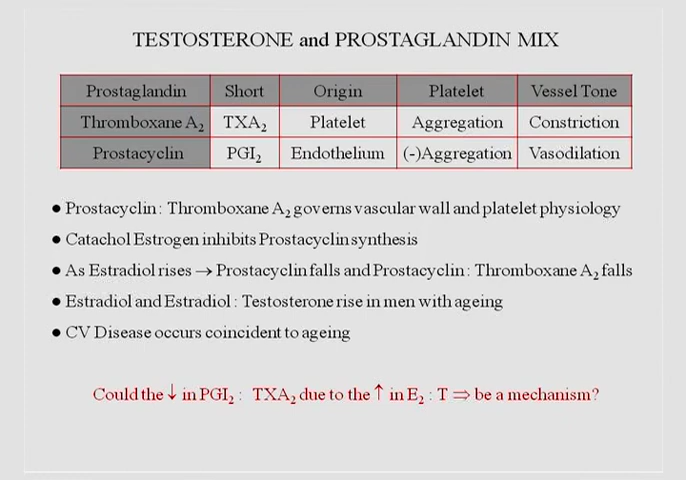 TESTOSTERONE and PROSTAGLANDIN MIX
Prostaglandin Short Origin Platelet Vessel Tone
Thromboxane A₂ TXA₂ Platelet Aggregation Constriction
Prostacyclin PGI₂ Endothelium (-)Aggregation Vasodilation
● Prostacyclin : Thromboxane A₂ governs vascular wall and platelet physiology
● Catachol Estrogen inhibits Prostacyclin synthesis
● As Estradiol rises → Prostacyclin falls and Prostacyclin : Thromboxane A₂ falls
● Estradiol and Estradiol : Testosterone rise in men with ageing
● CV Disease occurs coincident to ageing
Could the ↓ in PGI₂ : TXA₂ due to the ↑ in E₂ : T ⇒ be a mechanism?